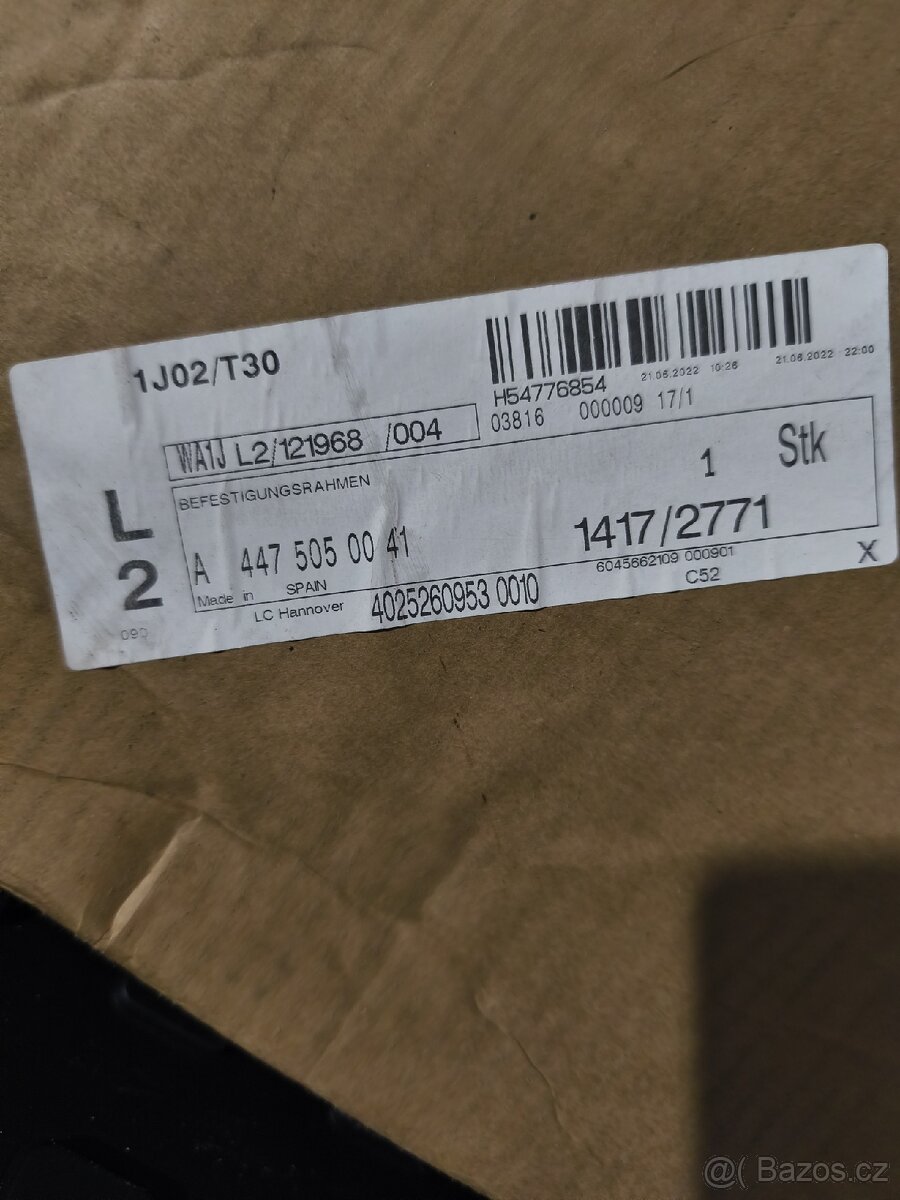 1J02/T30
H54776854
21.06.2022 10:26
21.06.2022 22:00
03816 000009 17/1
WA1J L2/121968 /004
L
2
090
BEFESTIGUNGSRAHMEN
1 Stk
A 447 505 00 41
1417/2771
Made in SPAIN
6045662109 000901
X
LC Hannover
4025260953 0010
C52
@( Bazos.cz